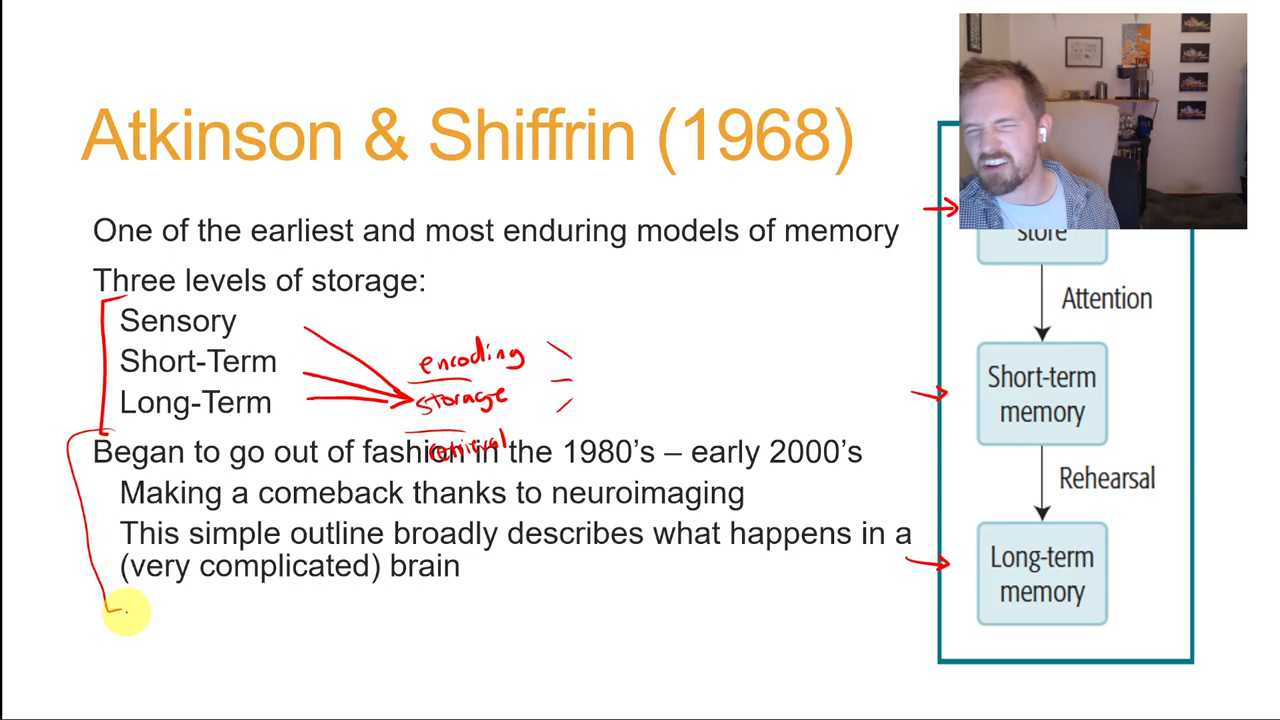 Atkinson & Shiffrin (1968)
One of the earliest and most enduring models of memory
Three levels of storage:
Sensory
Short-Term
Long-Term
encoding
storage
retrieval
Began to go out of fashion in the 1980’s – early 2000’s
Making a comeback thanks to neuroimaging
This simple outline broadly describes what happens in a
(very complicated) brain
store
Attention
Short-term
memory
Rehearsal
Long-term
memory